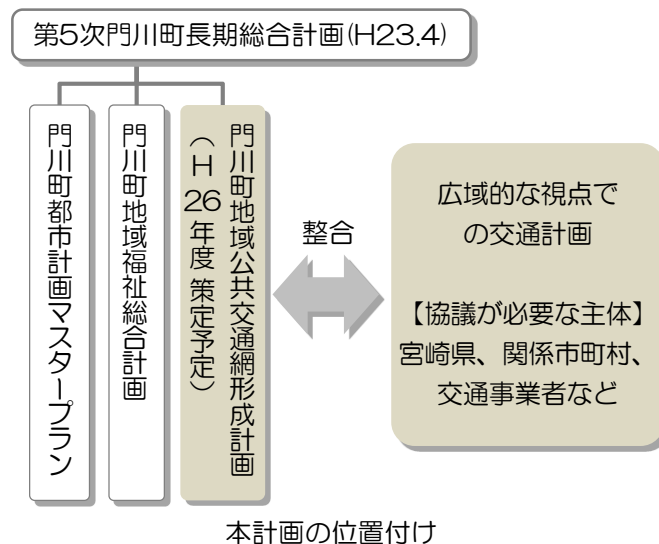 第5次門川町長期総合計画(H23.4)
門川町都市計画マスタープラン
門川町地域福祉総合計画
門川町地域公共交通網形成計画
（H26年度 策定予定）
整合
広域的な視点で
の交通計画
【協議が必要な主体】
宮崎県、関係市町村、
交通事業者など
本計画の位置付け